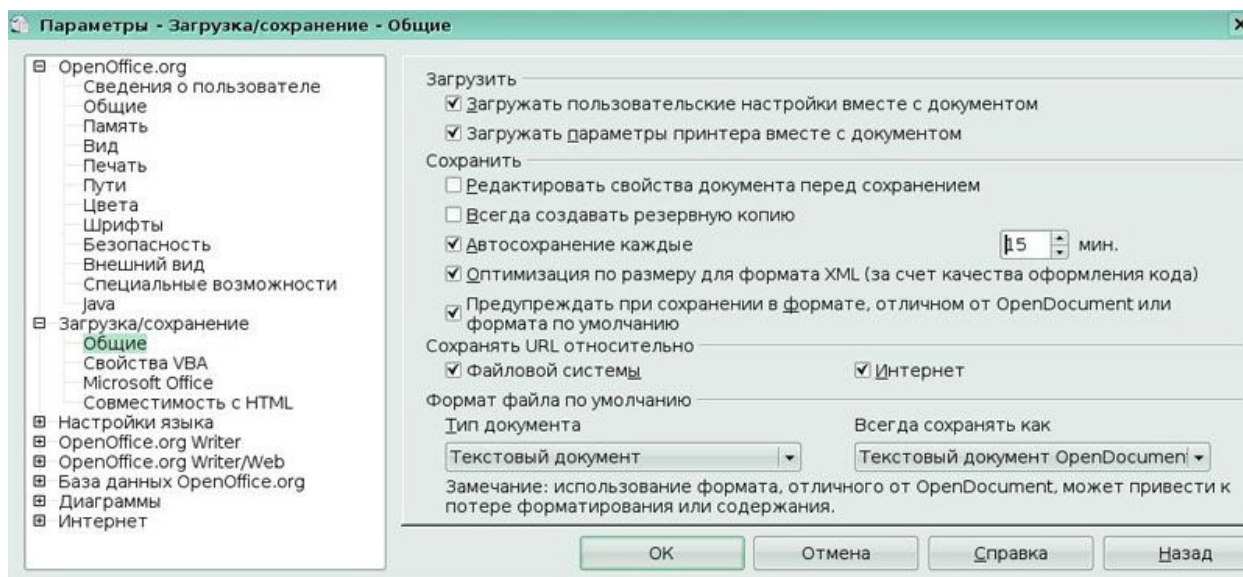 Параметры - Загрузка/сохранение - Общие
OpenOffice.org
Сведения о пользователе
Общие
Память
Вид
Печать
Пути
Цвета
Шрифты
Безопасность
Внешний вид
Специальные возможности
Java
Загрузка/сохранение
Общие
Свойства VBA
Microsoft Office
Совместимость с HTML
Настройки языка
OpenOffice.org Writer
OpenOffice.org Writer/Web
База данных OpenOffice.org
Диаграммы
Интернет
Загрузить
Загружать пользовательские настройки вместе с документом
Загружать параметры принтера вместе с документом
Сохранить
Редактировать свойства документа перед сохранением
Всегда создавать резервную копию
Автосохранение каждые 15 мин.
Оптимизация по размеру для формата XML (за счет качества оформления кода)
Предупреждать при сохранении в формате, отличном от OpenDocument или
формата по умолчанию
Сохранять URL относительно
Файловой системы Интернет
Формат файла по умолчанию
Тип документа Всегда сохранять как
Текстовый документ Текстовый документ OpenDocumen
Замечание: использование формата, отличного от OpenDocument, может привести к
потере форматирования или содержания.
OK Отмена Справка Назад